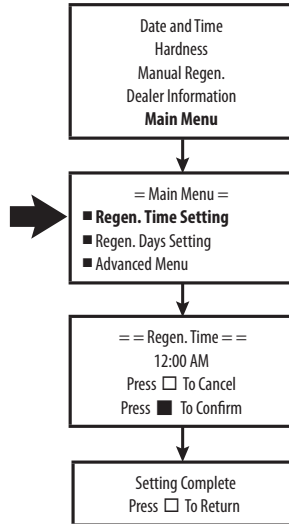 Date and Time
Hardness
Manual Regen.
Dealer Information
Main Menu
= Main Menu =
■ Regen. Time Setting
■ Regen. Days Setting
■ Advanced Menu
= = Regen. Time = =
12:00 AM
Press □ To Cancel
Press ■ To Confirm
Setting Complete
Press □ To Return